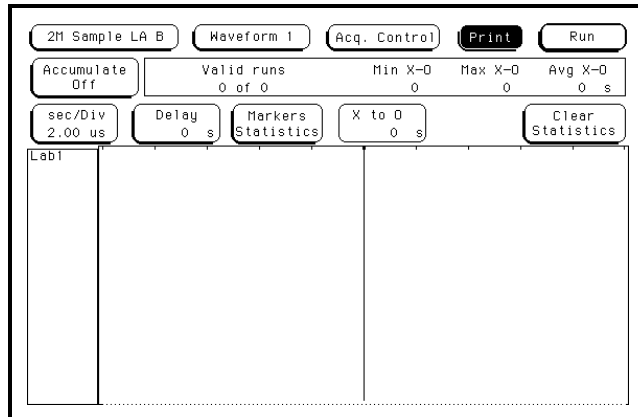 2M Sample LA B Waveform 1 Acq. Control Print Run
Accumulate Off
Valid runs Min X-O Max X-O Avg X-O
0 of 0 0 0 0 s
sec/Div 2.00 us
Delay 0 s
Markers Statistics
X to O 0 s
Clear Statistics
Lab1